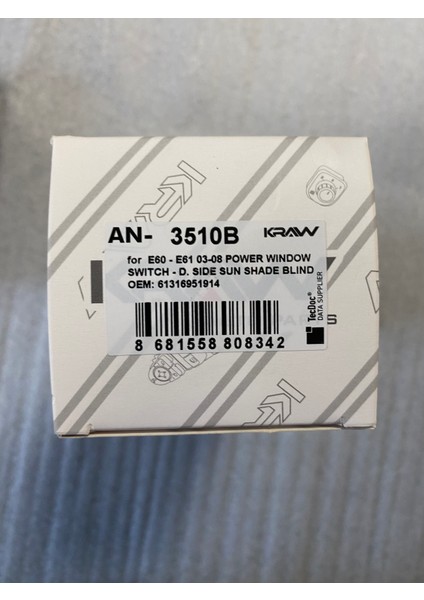 AN- 3510B KRAW
for E60 - E61 03-08 POWER WINDOW
SWITCH - D. SIDE SUN SHADE BLIND
OEM: 61316951914
TecDoc®
DATA SUPPLIER
8 681558 808342